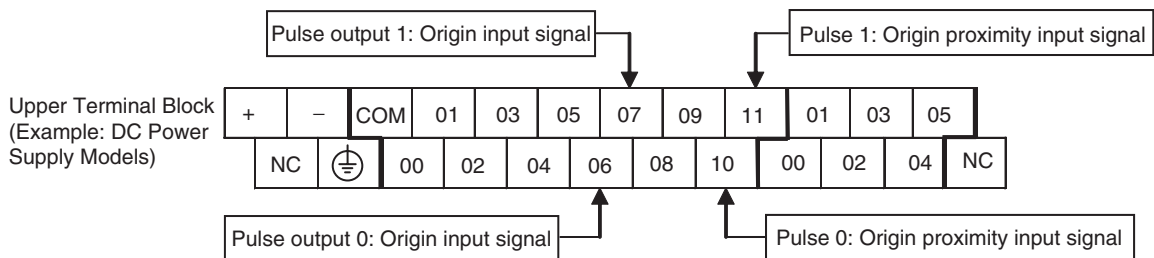 Pulse output 1: Origin input signal
Pulse 1: Origin proximity input signal
Upper Terminal Block
(Example: DC Power
Supply Models)
+ − COM 01 03 05 07 09 11 01 03 05
NC 00 02 04 06 08 10 00 02 04 NC
Pulse output 0: Origin input signal
Pulse 0: Origin proximity input signal